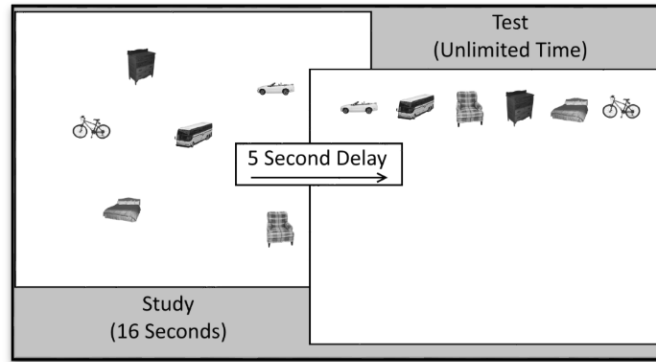 Test
(Unlimited Time)
5 Second Delay
Study
(16 Seconds)